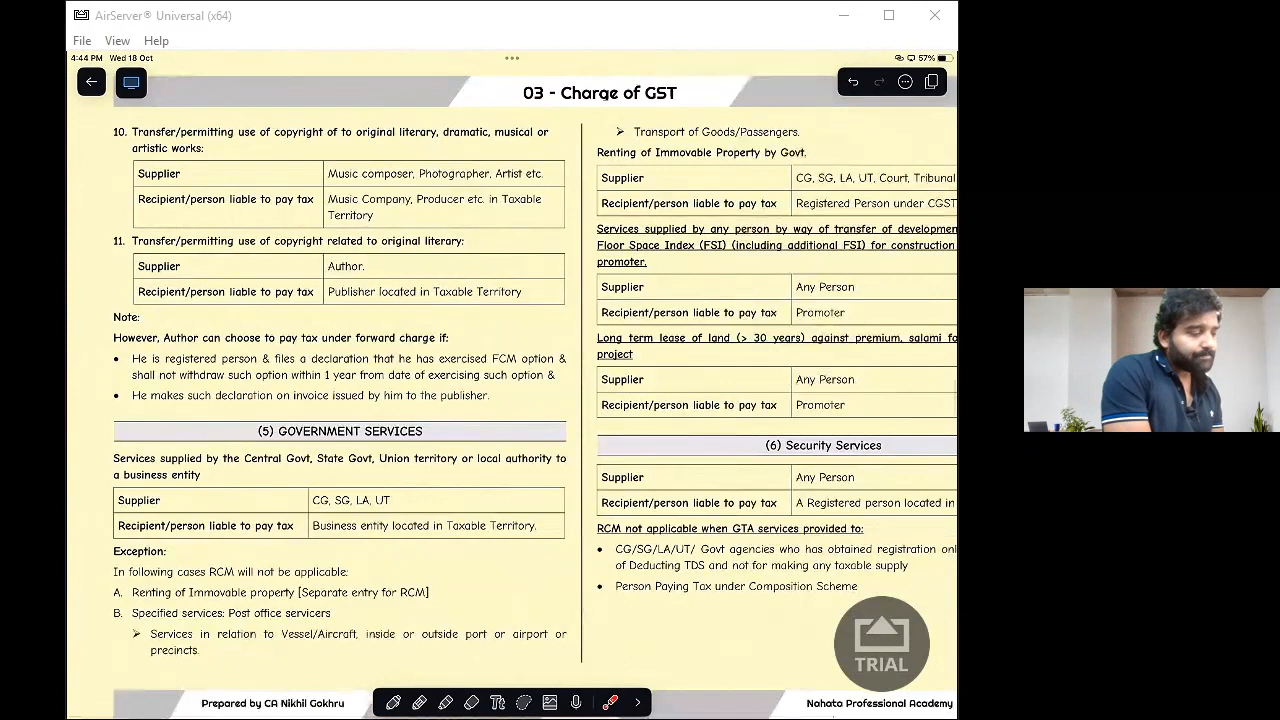 AirServer® Universal (x64)
File View Help
4:44 PM Wed 18 Oct
57%
03 - Charge of GST
10. Transfer/permitting use of copyright of to original literary, dramatic, musical or
artistic works:
Supplier Music composer, Photographer, Artist etc.
Recipient/person liable to pay tax Music Company, Producer etc. in Taxable
Territory
11. Transfer/permitting use of copyright related to original literary:
Supplier Author.
Recipient/person liable to pay tax Publisher located in Taxable Territory
Note:
However, Author can choose to pay tax under forward charge if:
• He is registered person & files a declaration that he has exercised FCM option &
shall not withdraw such option within 1 year from date of exercising such option &
• He makes such declaration on invoice issued by him to the publisher.
(5) GOVERNMENT SERVICES
Services supplied by the Central Govt, State Govt, Union territory or local authority to
a business entity
Supplier CG, SG, LA, UT
Recipient/person liable to pay tax Business entity located in Taxable Territory.
Exception:
In following cases RCM will not be applicable:
A. Renting of Immovable property [Separate entry for RCM]
B. Specified services: Post office servicers
➢ Services in relation to Vessel/Aircraft, inside or outside port or airport or
precincts.
➢ Transport of Goods/Passengers.
Renting of Immovable Property by Govt.
Supplier CG, SG, LA, UT, Court, Tribunal
Recipient/person liable to pay tax Registered Person under CGST
Services supplied by any person by way of transfer of developmen
Floor Space Index (FSI) (including additional FSI) for construction
promoter.
Supplier Any Person
Recipient/person liable to pay tax Promoter
Long term lease of land (> 30 years) against premium, salami fo
project
Supplier Any Person
Recipient/person liable to pay tax Promoter
(6) Security Services
Supplier Any Person
Recipient/person liable to pay tax A Registered person located in
RCM not applicable when GTA services provided to:
• CG/SG/LA/UT/ Govt agencies who has obtained registration onl
of Deducting TDS and not for making any taxable supply
• Person Paying Tax under Composition Scheme
TRIAL
Prepared by CA Nikhil Gokhru
Tt
Nahata Professional Academy